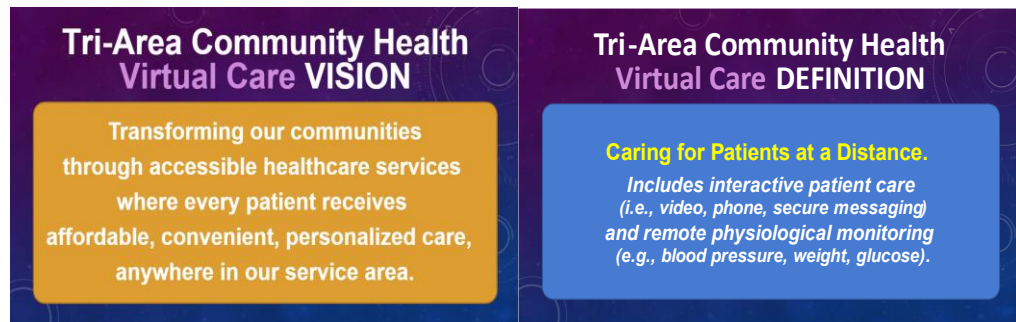 Tri-Area Community Health
Virtual Care VISION
Transforming our communities
through accessible healthcare services
where every patient receives
affordable, convenient, personalized care,
anywhere in our service area.
Tri-Area Community Health
Virtual Care DEFINITION
Caring for Patients at a Distance.
Includes interactive patient care
(i.e., video, phone, secure messaging)
and remote physiological monitoring
(e.g., blood pressure, weight, glucose).